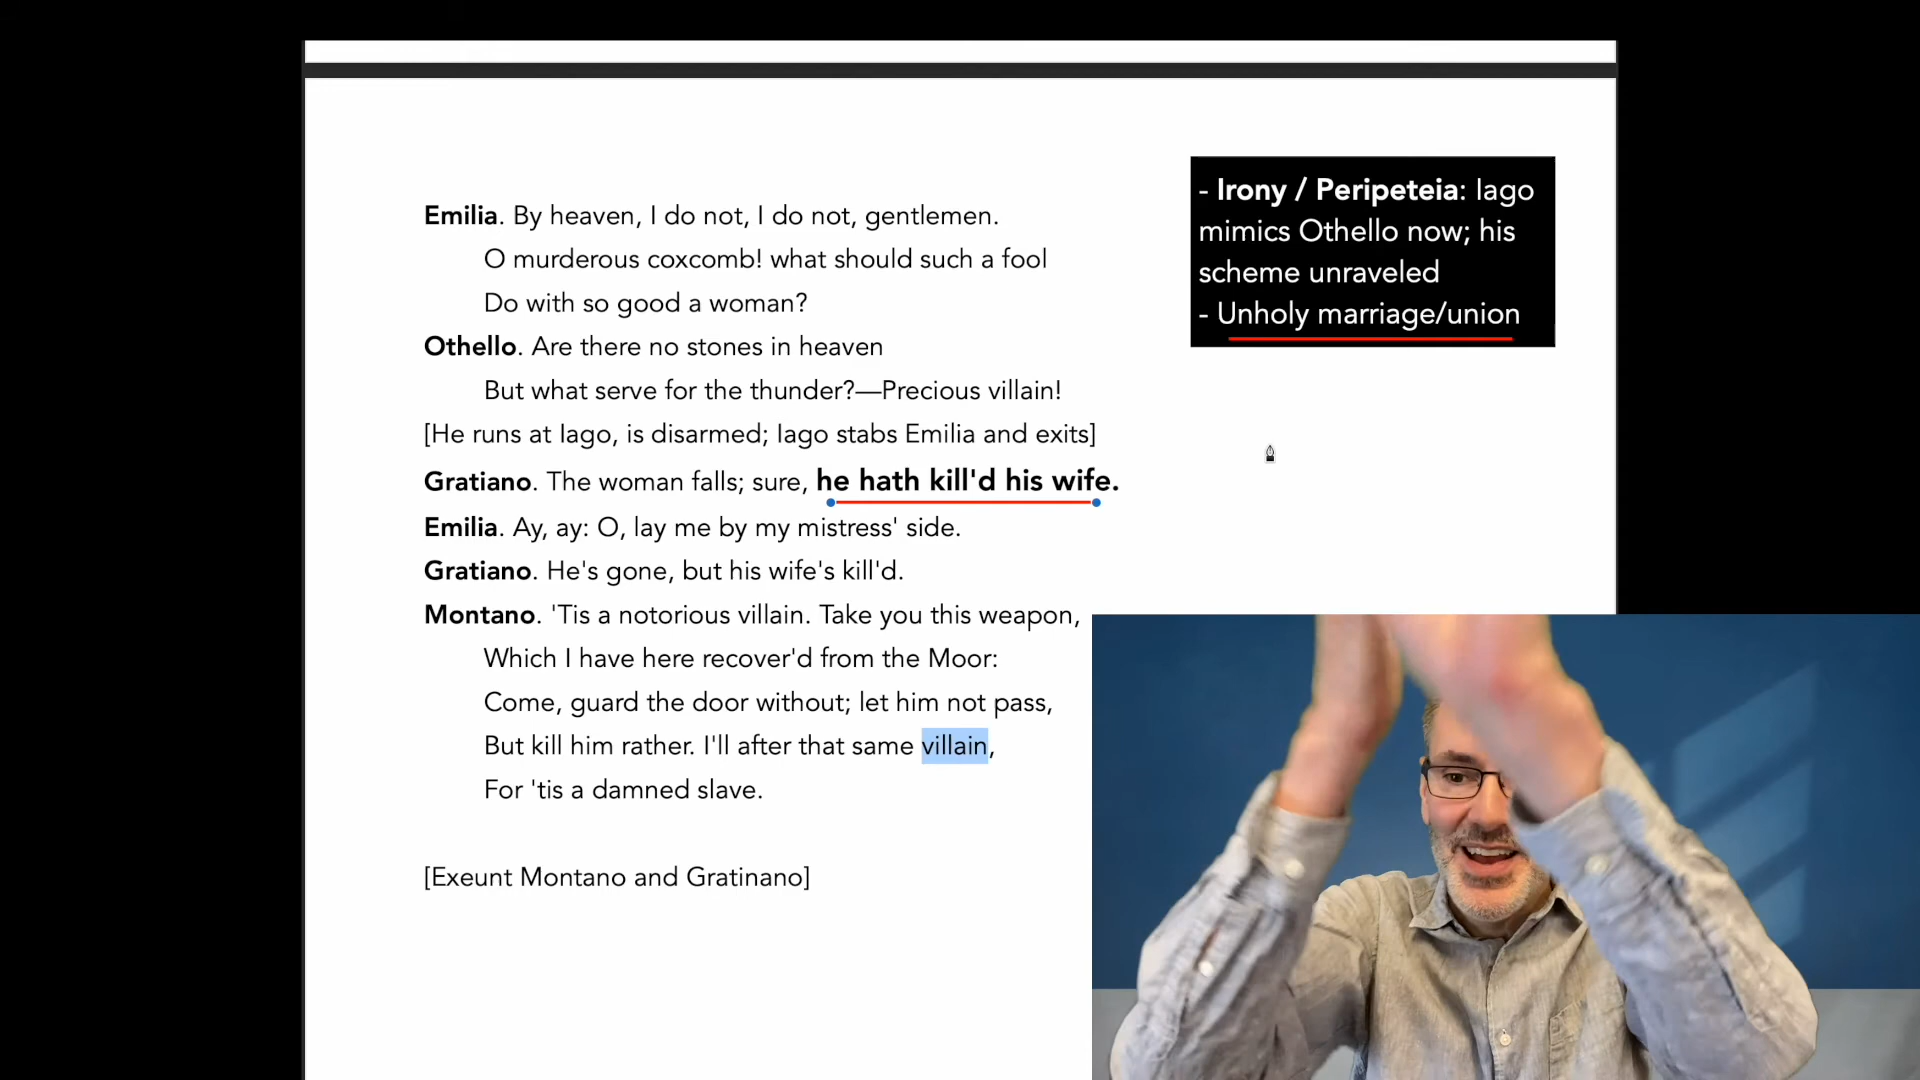 Emilia. By heaven, I do not, I do not, gentlemen.
O murderous coxcomb! what should such a fool
Do with so good a woman?
Othello. Are there no stones in heaven
But what serve for the thunder?—Precious villain!
[He runs at Iago, is disarmed; Iago stabs Emilia and exits]
Gratiano. The woman falls; sure, he hath kill'd his wife.
Emilia. Ay, ay: O, lay me by my mistress' side.
Gratiano. He's gone, but his wife's kill'd.
Montano. 'Tis a notorious villain. Take you this weapon,
Which I have here recover'd from the Moor:
Come, guard the door without; let him not pass,
But kill him rather. I'll after that same villain,
For 'tis a damned slave.
[Exeunt Montano and Gratinano]
- Irony / Peripeteia: Iago
mimics Othello now; his
scheme unraveled
- Unholy marriage/union